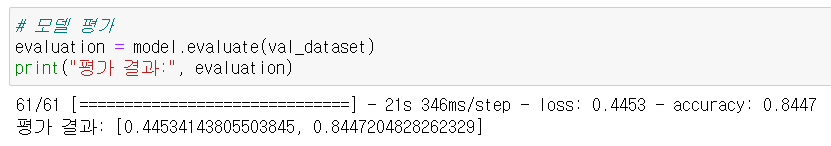 # 모델 평가
evaluation = model.evaluate(val_dataset)
print("평가 결과:", evaluation)
61/61 [==============================] - 21s 346ms/step - loss: 0.4453 - accuracy: 0.8447
평가 결과: [0.44534143805503845, 0.8447204828262329]